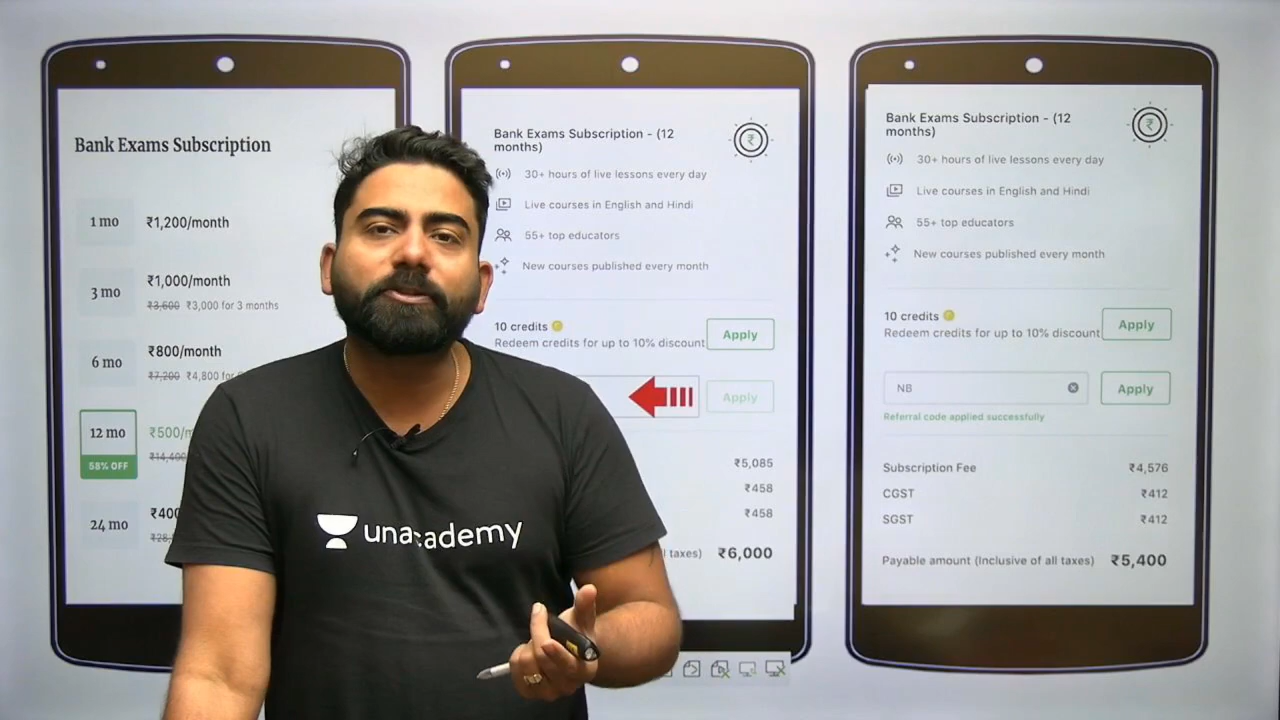 Bank Exams Subscription
1 mo
₹1,200/month
3 mo
₹1,000/month
₹3,600 ₹3,000 for 3 months
6 mo
₹800/month
₹7,200 ₹4,800 for
12 mo
₹500/m
58% OFF
₹14,400
24 mo
₹400
₹28,
Bank Exams Subscription - (12
months)
30+ hours of live lessons every day
Live courses in English and Hindi
55+ top educators
New courses published every month
10 credits
Redeem credits for up to 10% discount
Apply
Apply
₹5,085
₹458
₹458
l taxes) ₹6,000
Bank Exams Subscription - (12
months)
30+ hours of live lessons every day
Live courses in English and Hindi
55+ top educators
New courses published every month
10 credits
Redeem credits for up to 10% discount
Apply
NB
Apply
Referral code applied successfully
Subscription Fee ₹4,576
CGST ₹412
SGST ₹412
Payable amount (Inclusive of all taxes) ₹5,400
unacademy